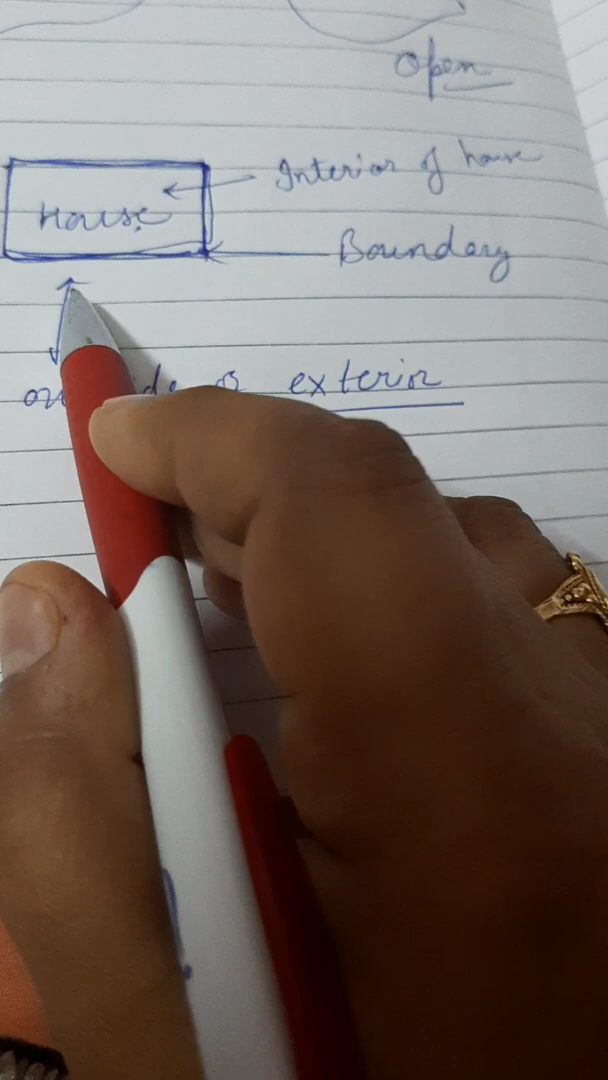 Open
Interior of house
House
Boundary
exterior